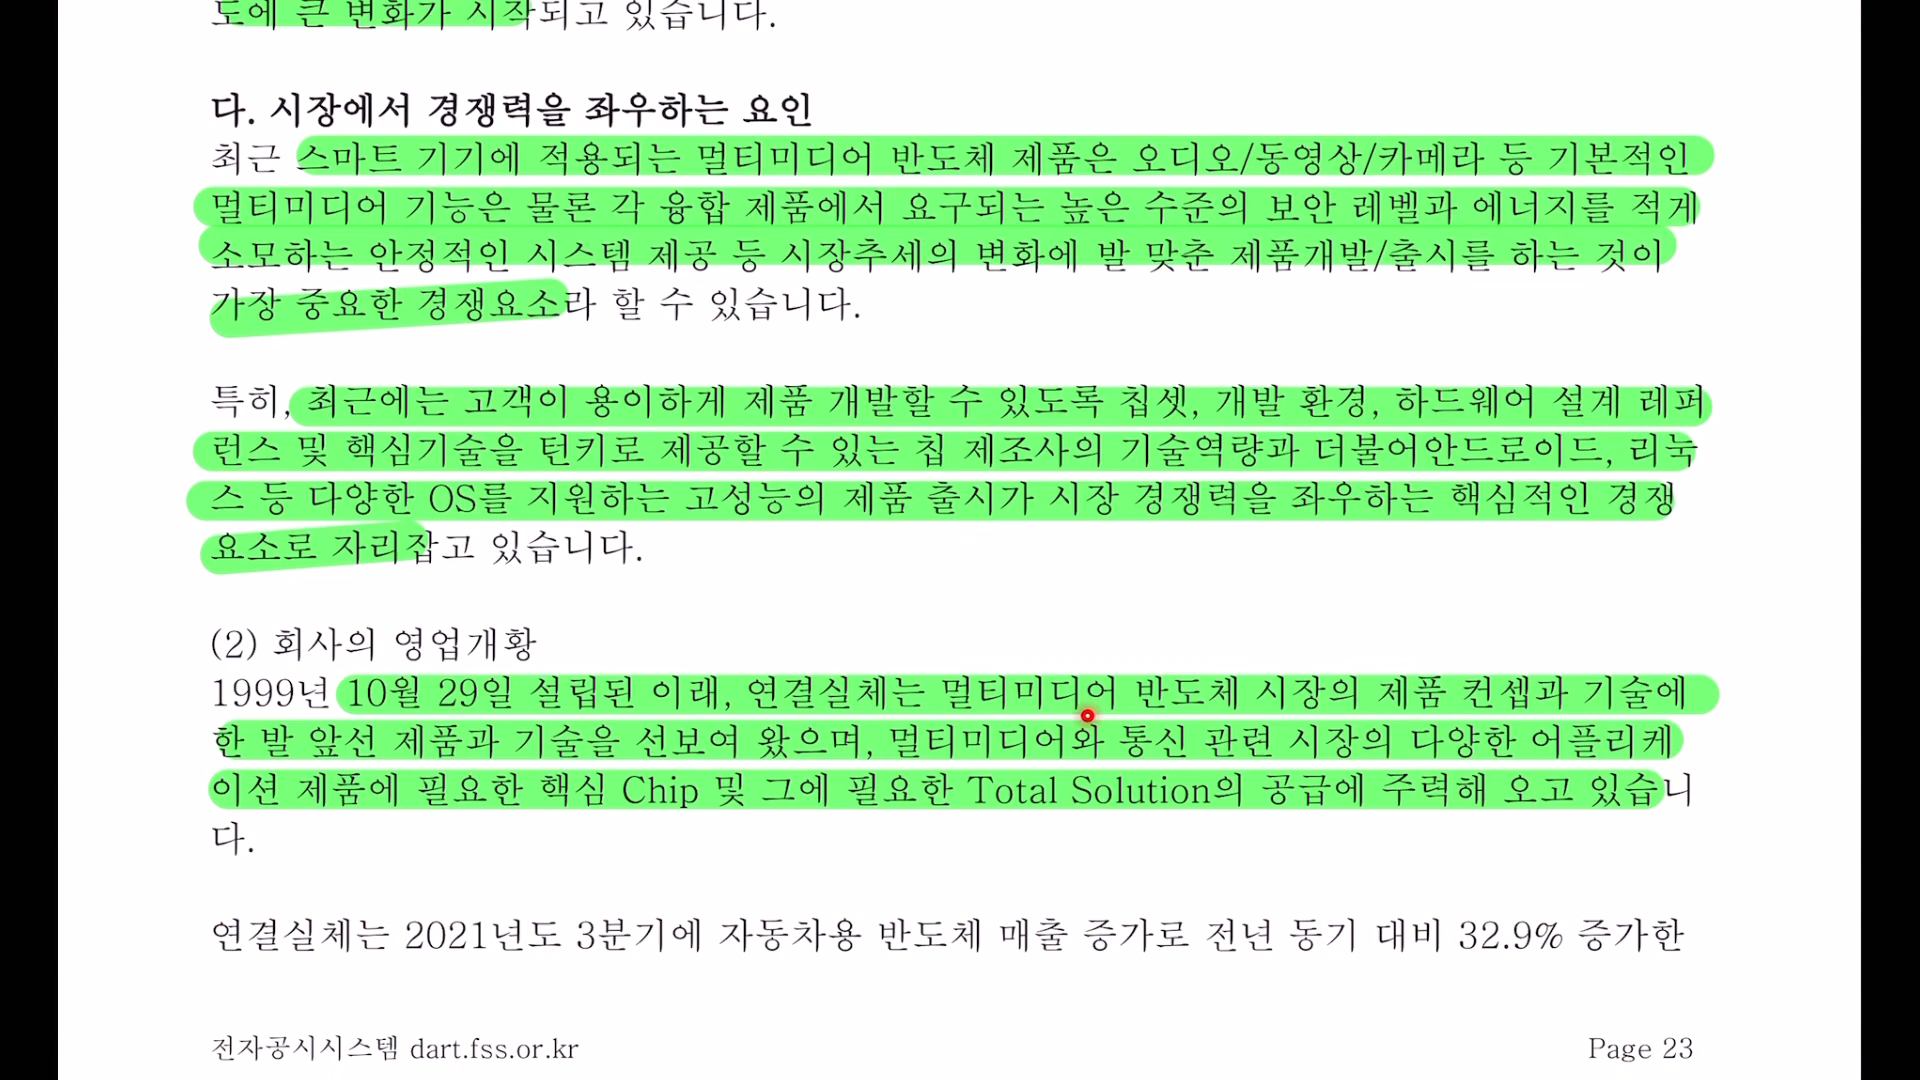 도에 큰 변화가 시작되고 있습니다.
다. 시장에서 경쟁력을 좌우하는 요인
최근 스마트 기기에 적용되는 멀티미디어 반도체 제품은 오디오/동영상/카메라 등 기본적인
멀티미디어 기능은 물론 각 융합 제품에서 요구되는 높은 수준의 보안 레벨과 에너지를 적게
소모하는 안정적인 시스템 제공 등 시장추세의 변화에 발 맞춘 제품개발/출시를 하는 것이
가장 중요한 경쟁요소라 할 수 있습니다.
특히, 최근에는 고객이 용이하게 제품 개발할 수 있도록 칩셋, 개발 환경, 하드웨어 설계 레퍼
런스 및 핵심기술을 턴키로 제공할 수 있는 칩 제조사의 기술역량과 더불어안드로이드, 리눅
스 등 다양한 OS를 지원하는 고성능의 제품 출시가 시장 경쟁력을 좌우하는 핵심적인 경쟁
요소로 자리잡고 있습니다.
(2) 회사의 영업개황
1999년 10월 29일 설립된 이래, 연결실체는 멀티미디어 반도체 시장의 제품 컨셉과 기술에
한 발 앞선 제품과 기술을 선보여 왔으며, 멀티미디어와 통신 관련 시장의 다양한 어플리케
이션 제품에 필요한 핵심 Chip 및 그에 필요한 Total Solution의 공급에 주력해 오고 있습니
다.
연결실체는 2021년도 3분기에 자동차용 반도체 매출 증가로 전년 동기 대비 32.9% 증가한
전자공시시스템 dart.fss.or.kr
Page 23